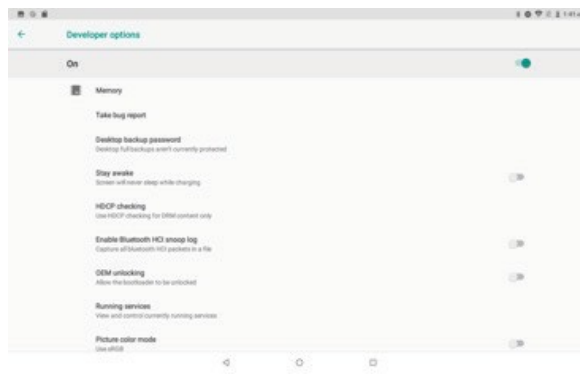 1:41
Developer options
On
Memory
Take bug report
Desktop backup password
Desktop full backups aren't currently protected
Stay awake
Screen will never sleep while charging
HDCP checking
Use HDCP checking for DRM content only
Enable Bluetooth HCI snoop log
Capture all bluetooth HCI packets in a file
OEM unlocking
Allow the bootloader to be unlocked
Running services
View and control currently running services
Picture color mode
Use sRGB